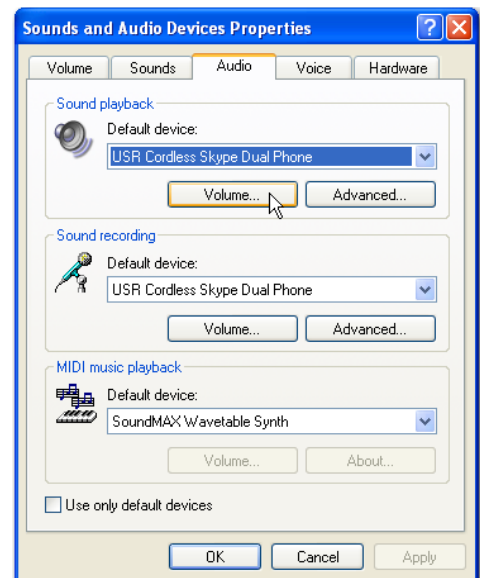 Sounds and Audio Devices Properties
Volume Sounds Audio Voice Hardware
Sound playback
Default device:
USR Cordless Skype Dual Phone
Volume... Advanced...
Sound recording
Default device:
USR Cordless Skype Dual Phone
Volume... Advanced...
MIDI music playback
Default device:
SoundMAX Wavetable Synth
Volume... About...
Use only default devices
OK Cancel Apply